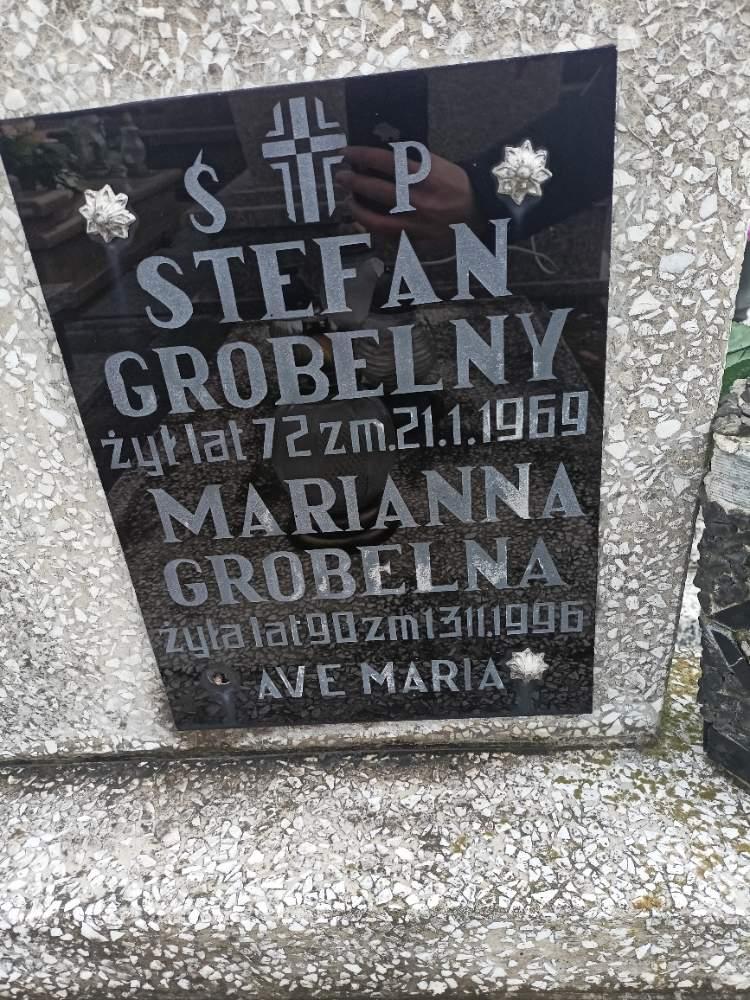 Ś P
STEFAN
GROBELNY
żył lat 72 zm. 21.1.1969
MARIANNA
GROBELNA
żyła lat 90 zm 13 11.1996
AVE MARIA